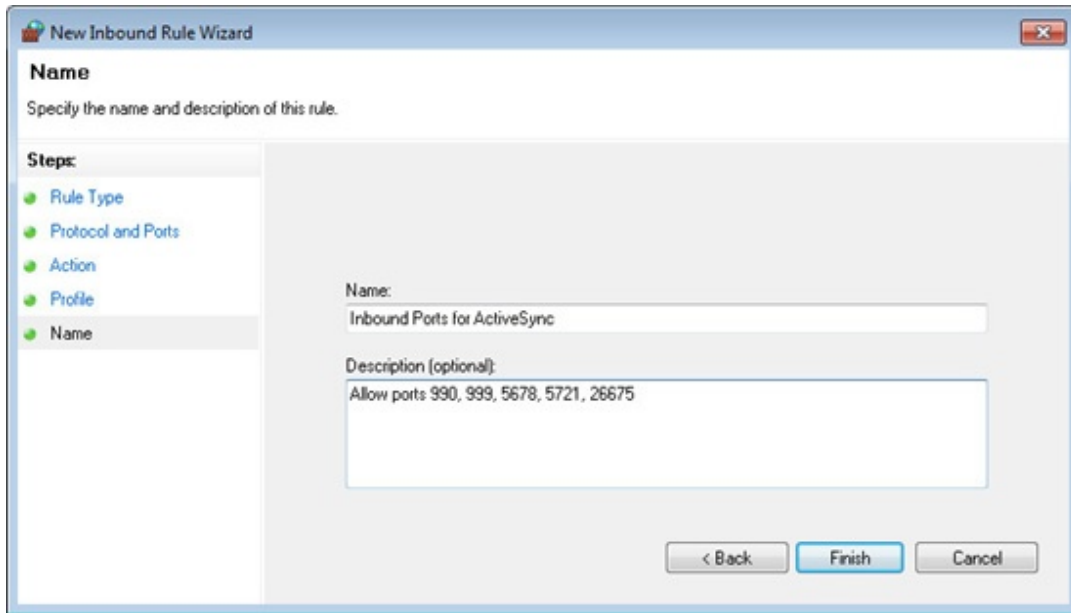 New Inbound Rule Wizard
Name
Specify the name and description of this rule.
Steps:
Rule Type
Protocol and Ports
Action
Profile
Name
Name:
Inbound Ports for ActiveSync
Description (optional):
Allow ports 990, 999, 5678, 5721, 26675
< Back Finish Cancel